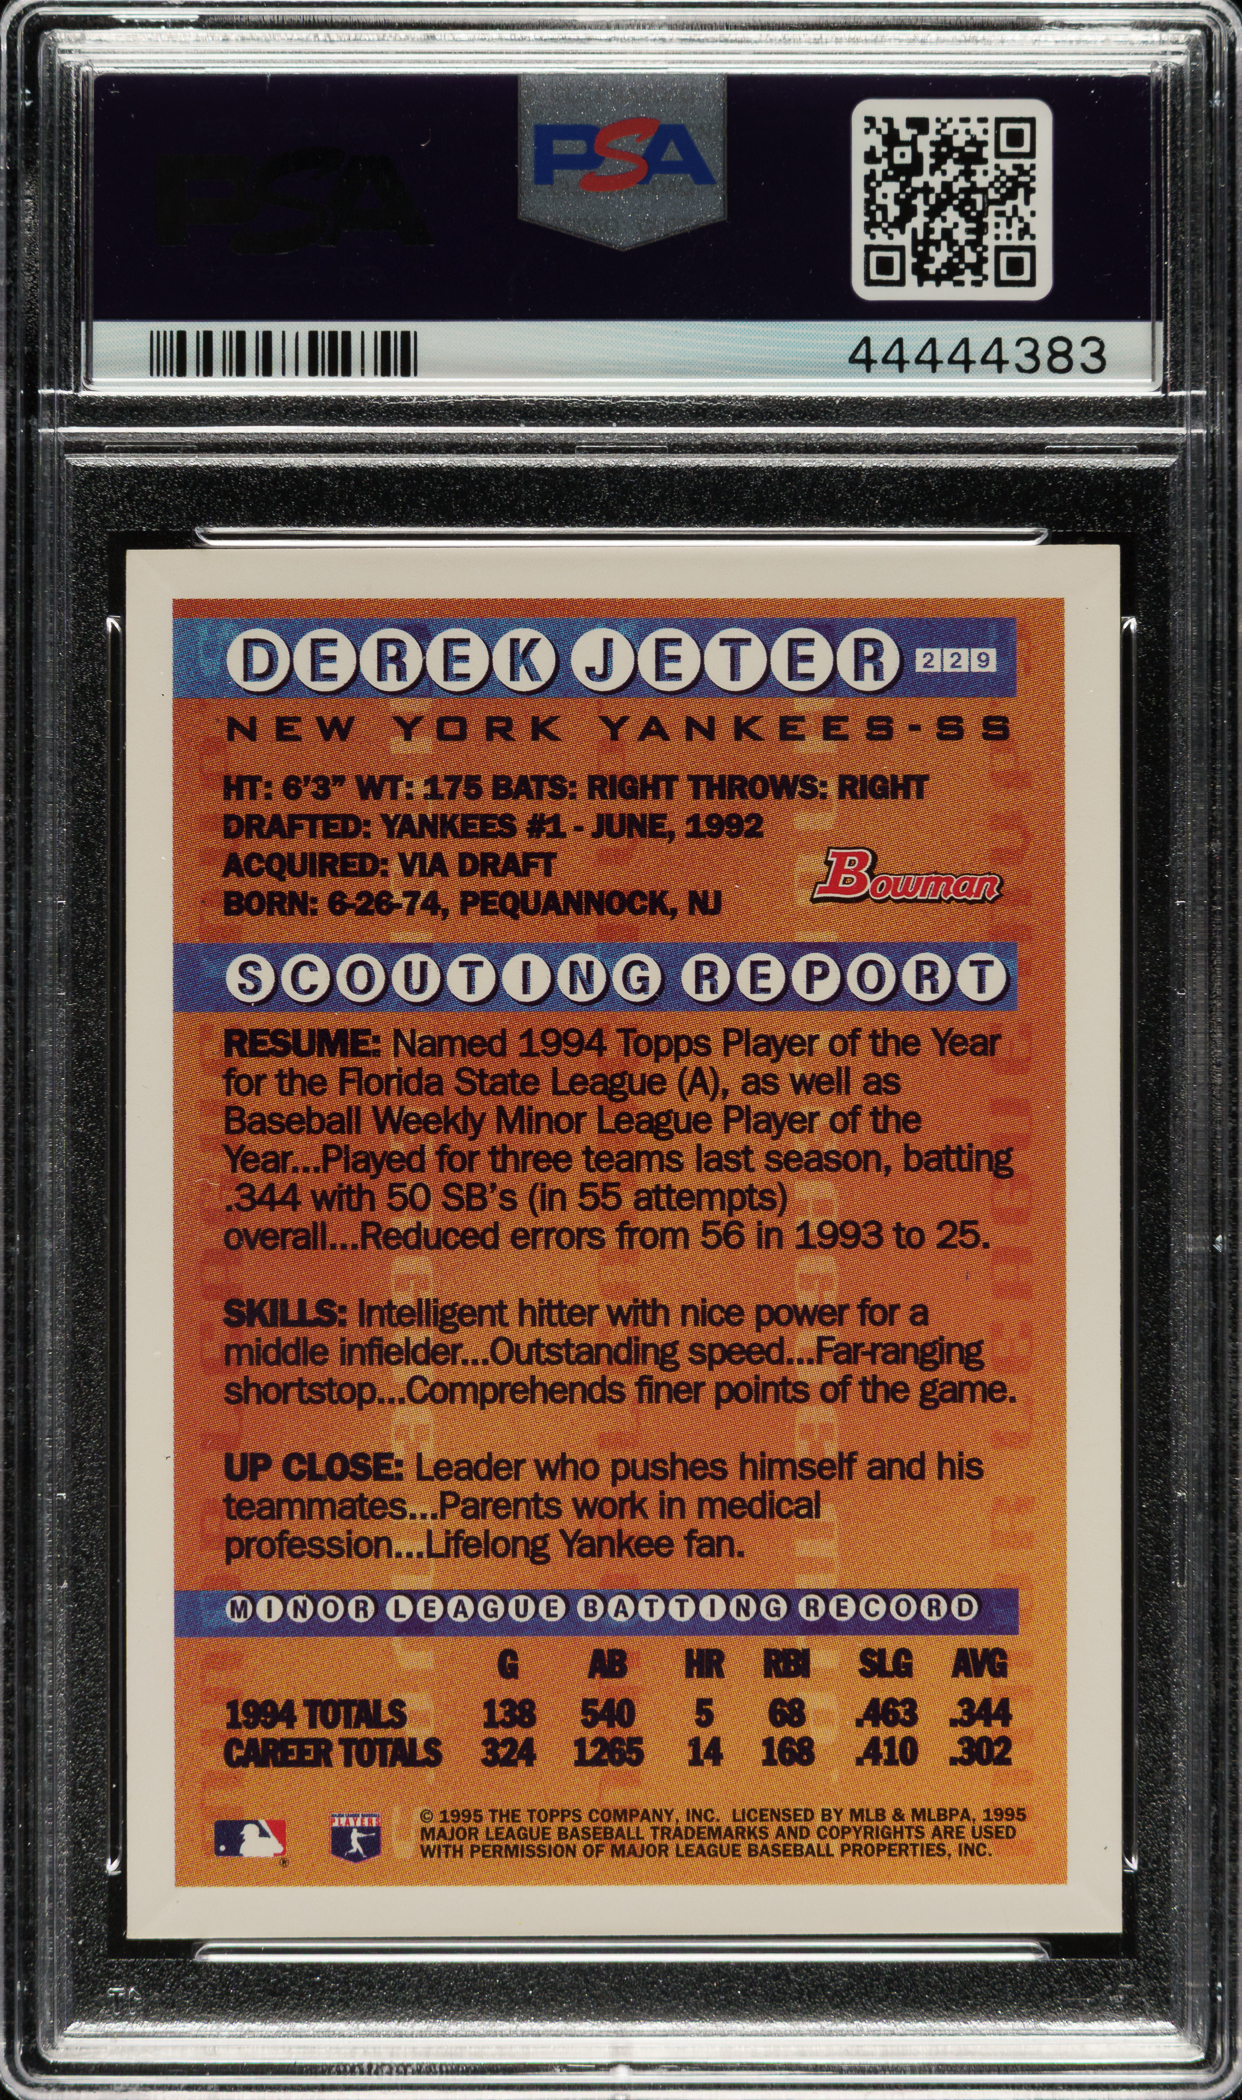 PSA
PSA
44444383
DEREK JETER 229
NEW YORK YANKEES-SS
HT: 6'3" WT: 175 BATS: RIGHT THROWS: RIGHT
DRAFTED: YANKEES #1 - JUNE, 1992
ACQUIRED: VIA DRAFT
BORN: 6-26-74, PEQUANNOCK, NJ
Bowman
SCOUTING REPORT
RESUME: Named 1994 Topps Player of the Year
for the Florida State League (A), as well as
Baseball Weekly Minor League Player of the
Year...Played for three teams last season, batting
.344 with 50 SB's (in 55 attempts)
overall...Reduced errors from 56 in 1993 to 25.
SKILLS: Intelligent hitter with nice power for a
middle infielder...Outstanding speed...Far-ranging
shortstop...Comprehends finer points of the game.
UP CLOSE: Leader who pushes himself and his
teammates...Parents work in medical
profession...Lifelong Yankee fan.
MINOR LEAGUE BATTING RECORD
G AB HR RBI SLG AVG
1994 TOTALS 138 540 5 68 .463 .344
CAREER TOTALS 324 1265 14 168 .410 .302
MAJOR LEAGUE BASEBALL
PLAYERS
© 1995 THE TOPPS COMPANY, INC. LICENSED BY MLB & MLBPA, 1995
MAJOR LEAGUE BASEBALL TRADEMARKS AND COPYRIGHTS ARE USED
WITH PERMISSION OF MAJOR LEAGUE BASEBALL PROPERTIES, INC.